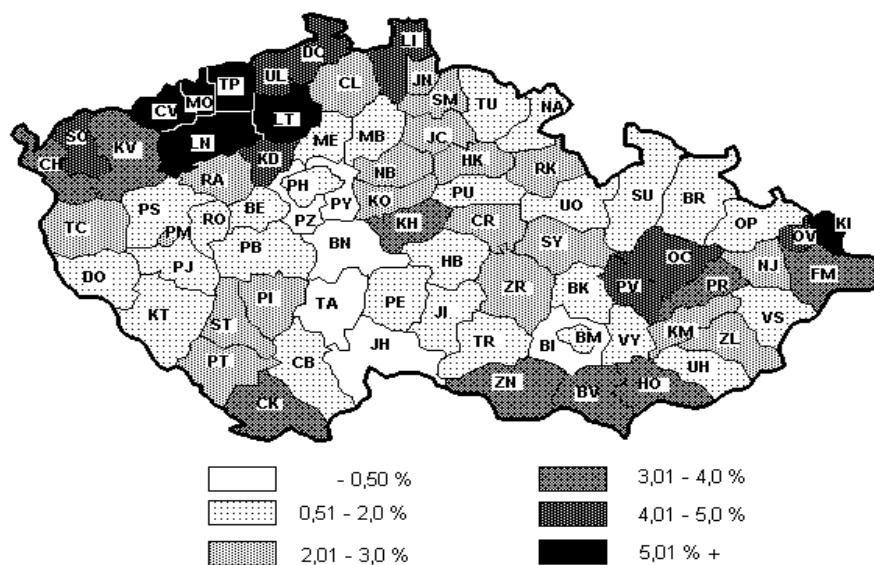 DO
LI
TP
UL
JN
CL
CV
MO
SM
TU
NA
LT
SO
KV
LN
ME
MB
JC
CH
KD
HK
RK
NB
RA
PH
PU
KO
PS
RO
BE
PY
UO
SU
BR
TC
PM
PZ
KH
CR
OP
OV
KI
PB
BN
SY
OC
DO
PJ
HB
NJ
FM
PV
PR
KT
PI
TA
PE
ZR
BK
ST
JI
VS
KM
ZL
PT
CB
JH
TR
BI
BM
VY
UH
CK
ZN
BV
HO
- 0,50 %
3,01 - 4,0 %
0,51 - 2,0 %
4,01 - 5,0 %
2,01 - 3,0 %
5,01 % +